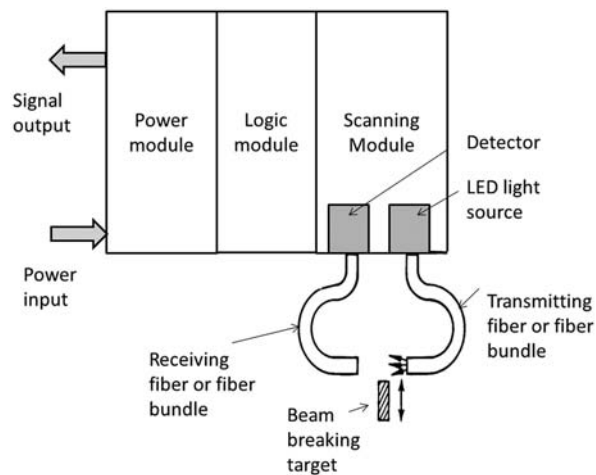 Signal
output
Power
module
Logic
module
Scanning
Module
Detector
LED light
source
Power
input
Transmitting
fiber or fiber
bundle
Receiving
fiber or fiber
bundle
Beam
breaking
target